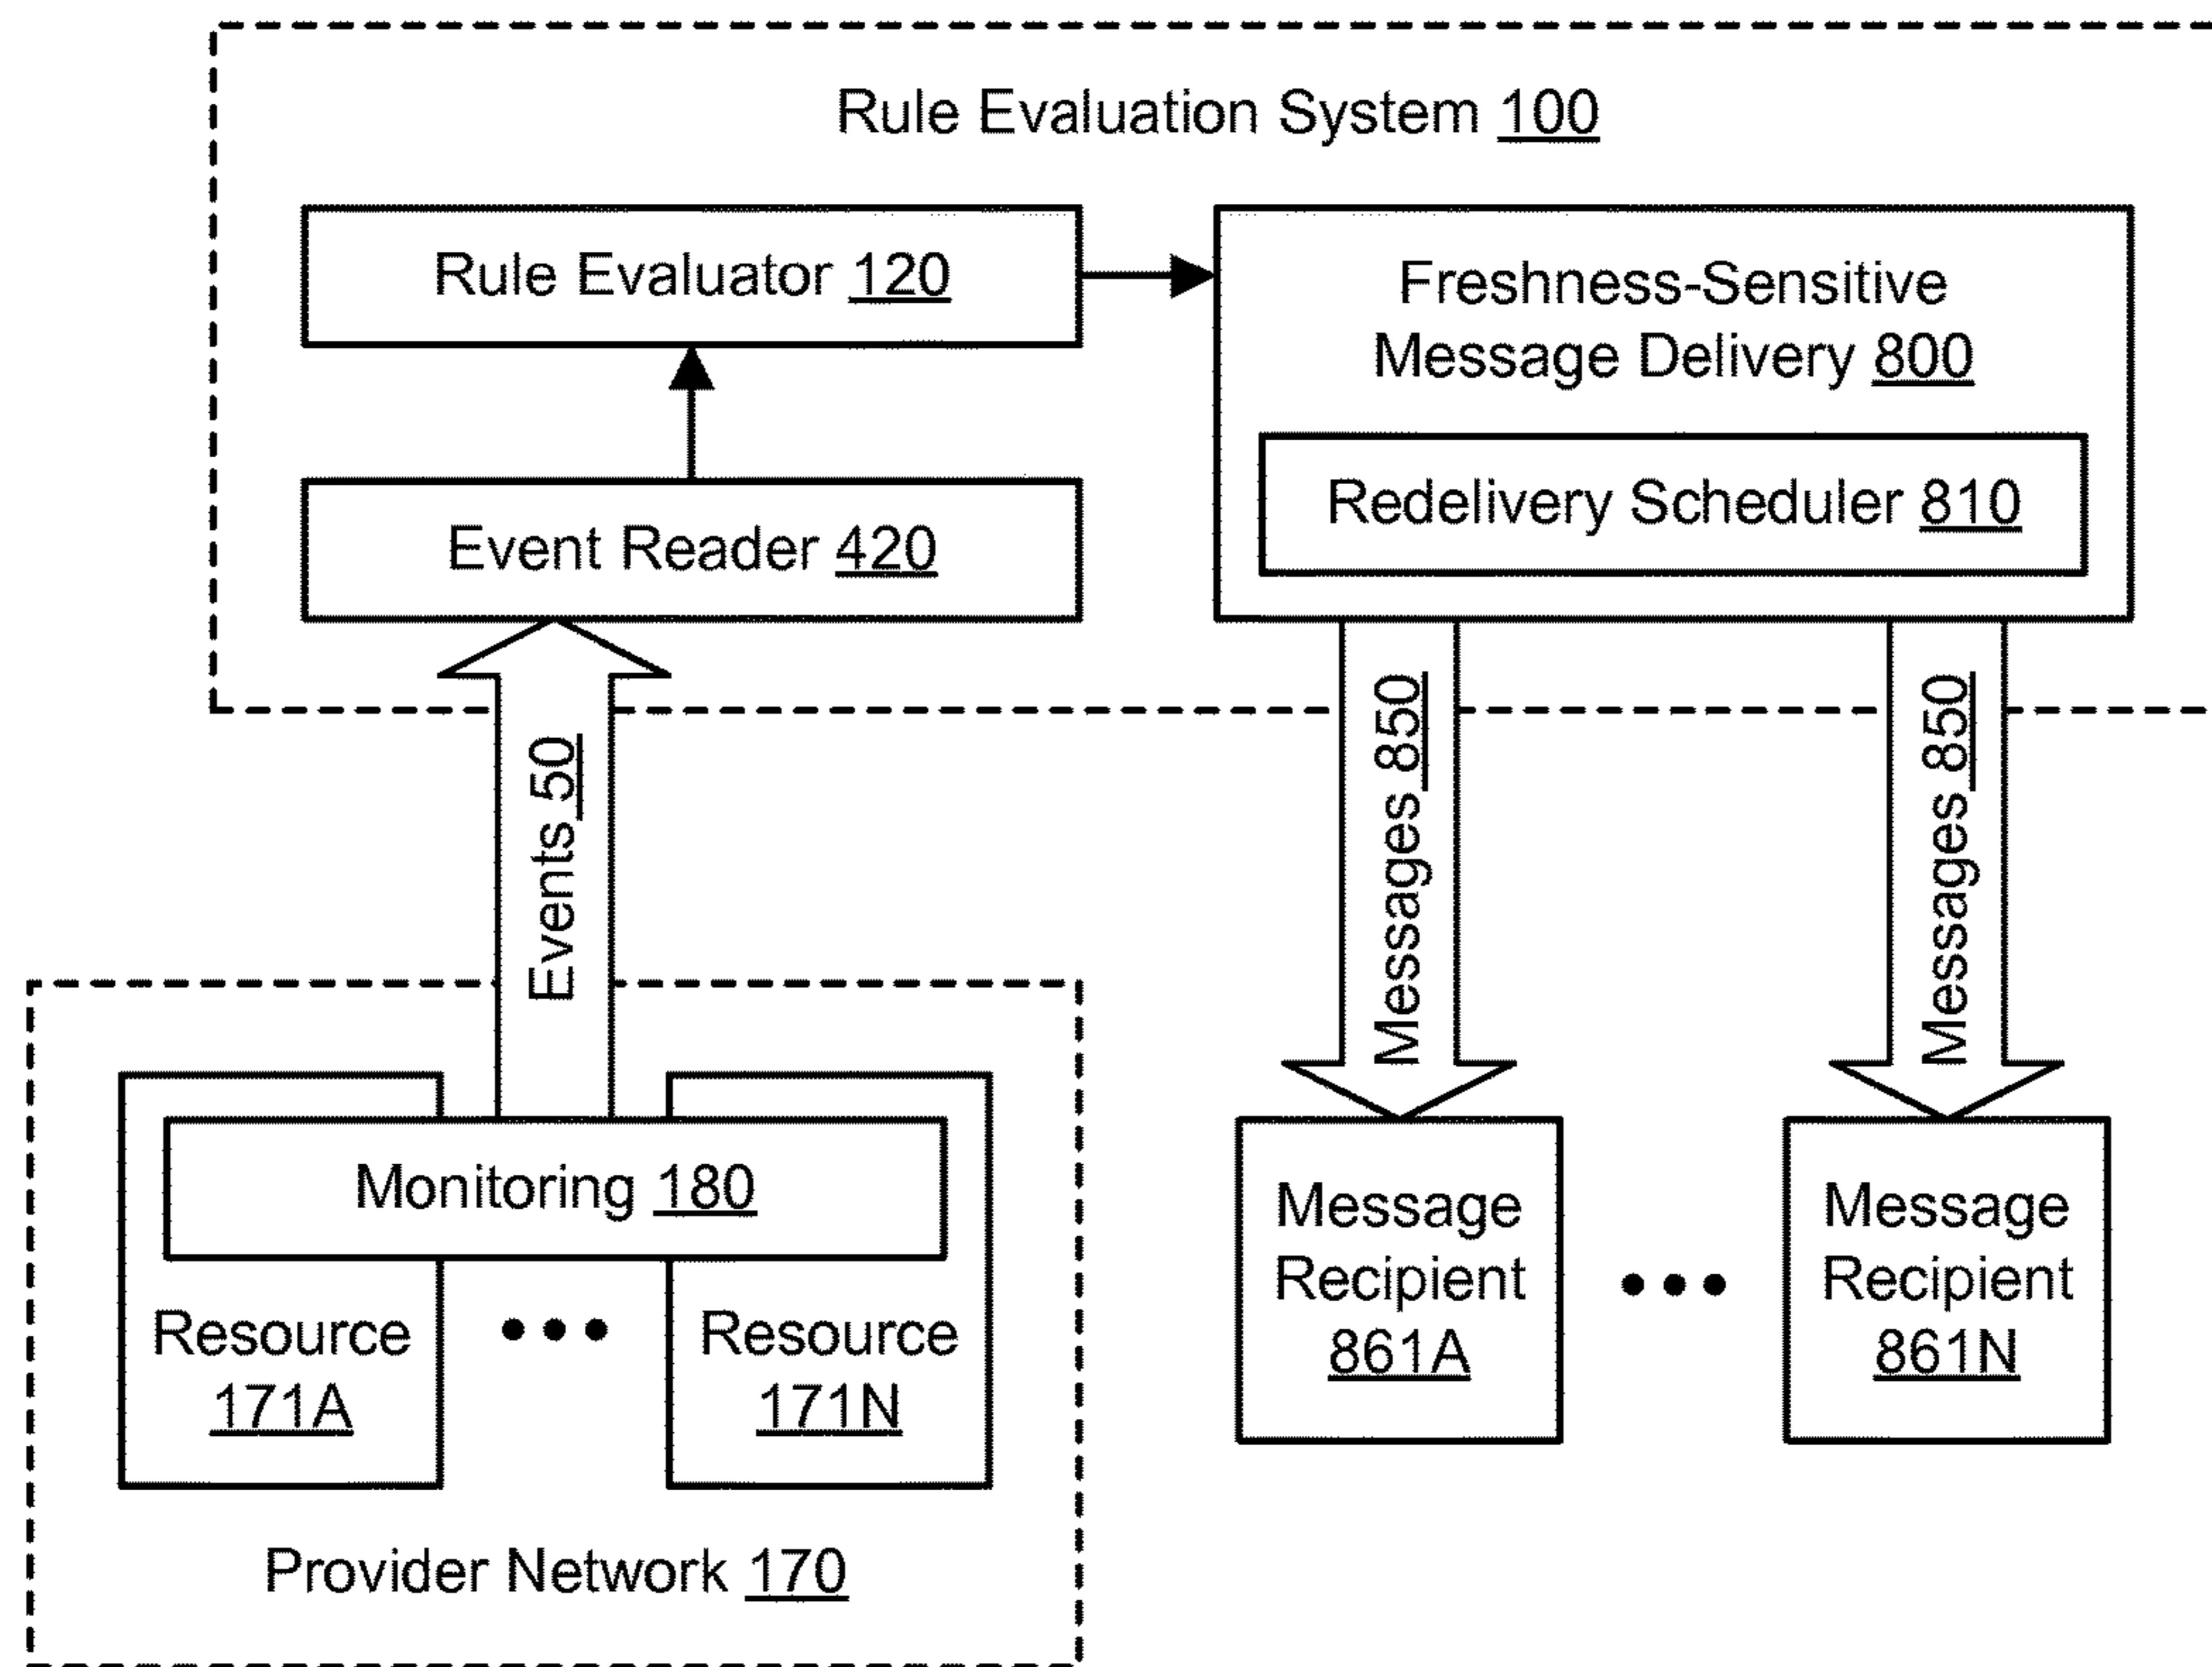 Rule Evaluation System 100
Rule Evaluator 120
Freshness-Sensitive
Message Delivery 800
Redelivery Scheduler 810
Event Reader 420
Events 50
Messages 850
Messages 850
Monitoring 180
Resource
171A
Resource
171N
Provider Network 170
Message
Recipient
861A
Message
Recipient
861N